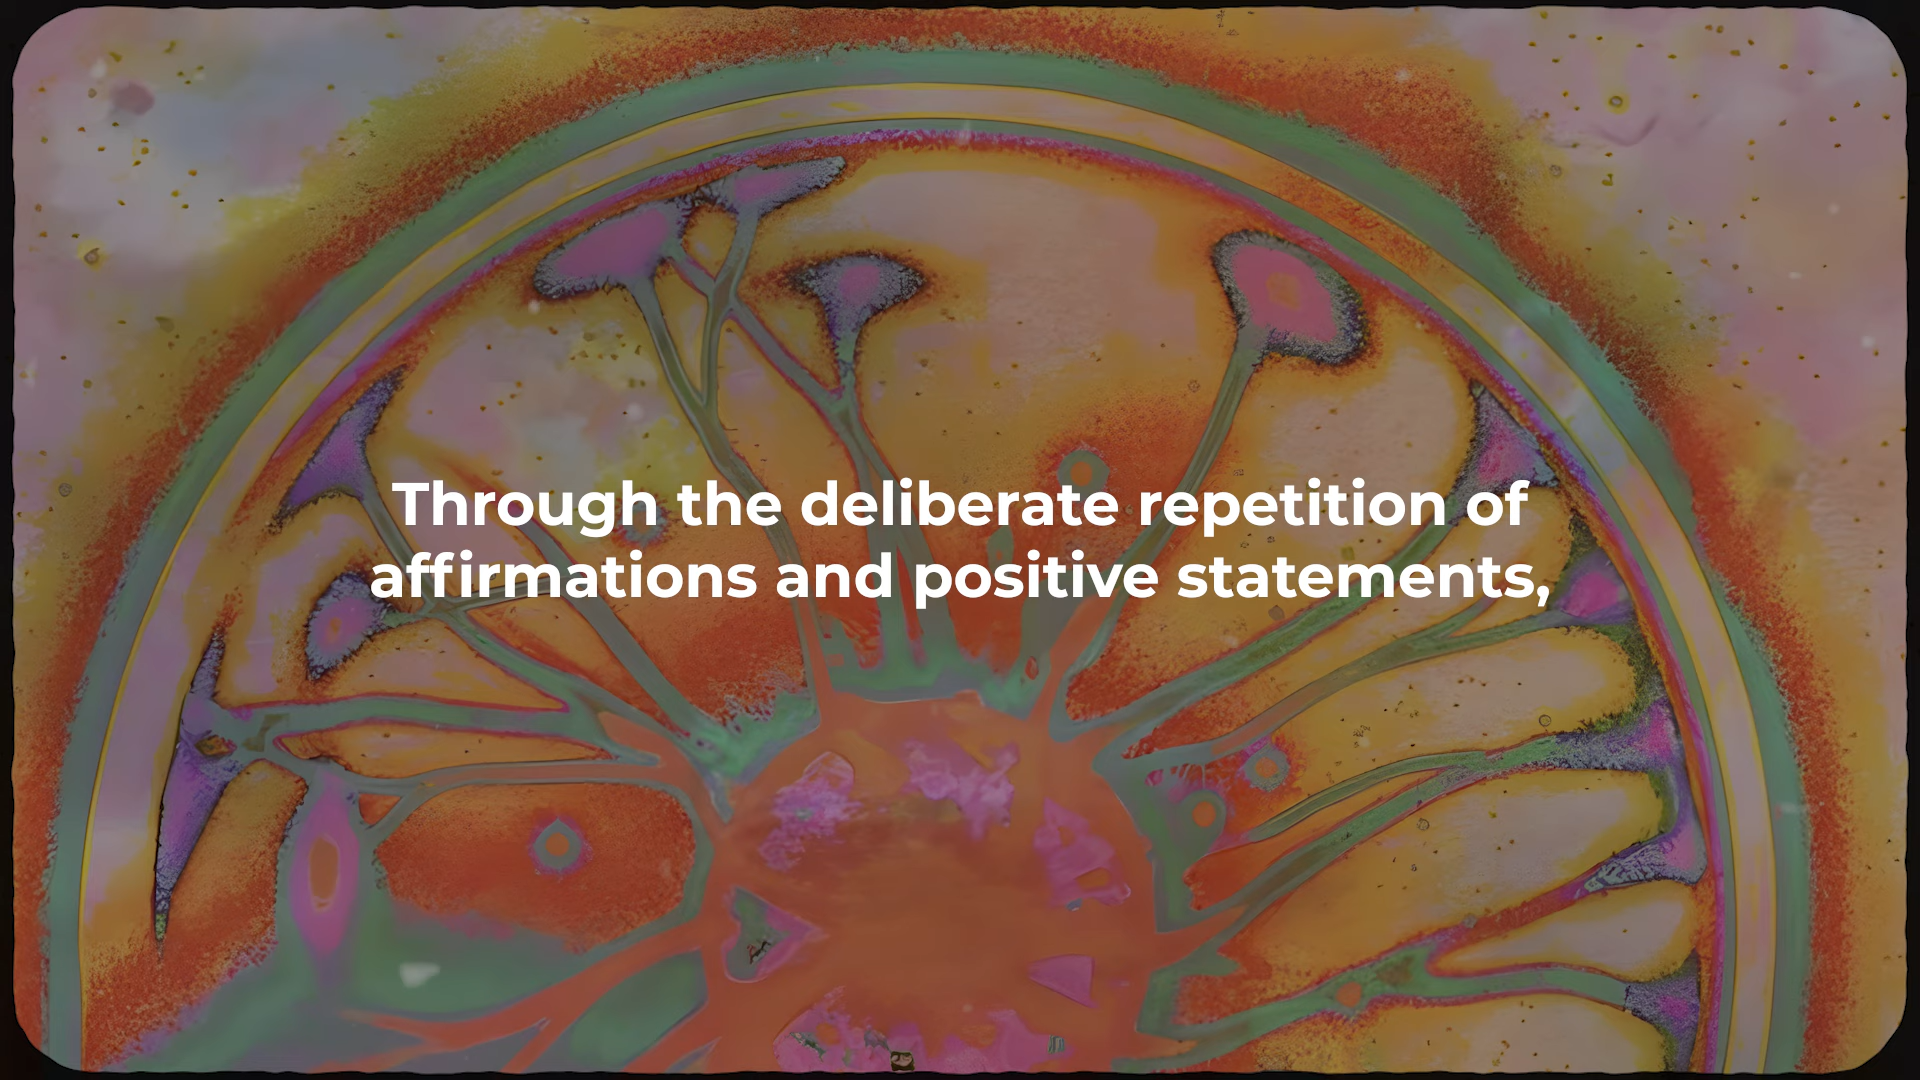 Through the deliberate repetition of
affirmations and positive statements,